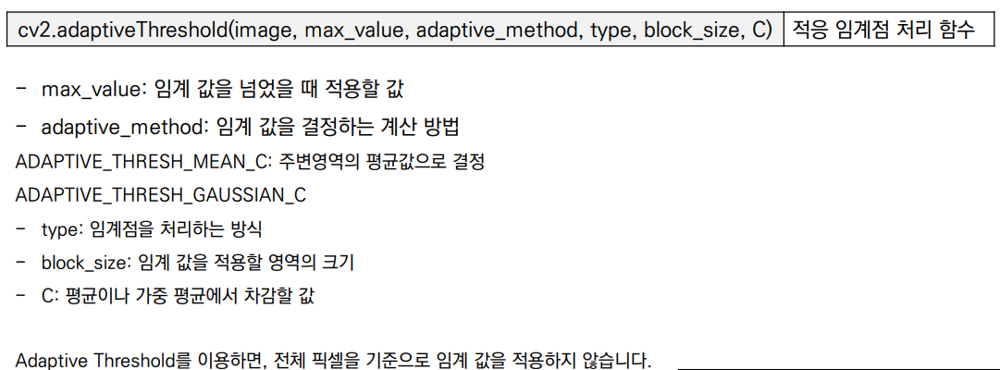 cv2.adaptiveThreshold(image, max_value, adaptive_method, type, block_size, C) 적응 임계점 처리 함수
- max_value: 임계 값을 넘었을 때 적용할 값
- adaptive_method: 임계 값을 결정하는 계산 방법
ADAPTIVE_THRESH_MEAN_C: 주변영역의 평균값으로 결정
ADAPTIVE_THRESH_GAUSSIAN_C
- type: 임계점을 처리하는 방식
- block_size: 임계 값을 적용할 영역의 크기
- C: 평균이나 가중 평균에서 차감할 값
Adaptive Threshold를 이용하면, 전체 픽셀을 기준으로 임계 값을 적용하지 않습니다.